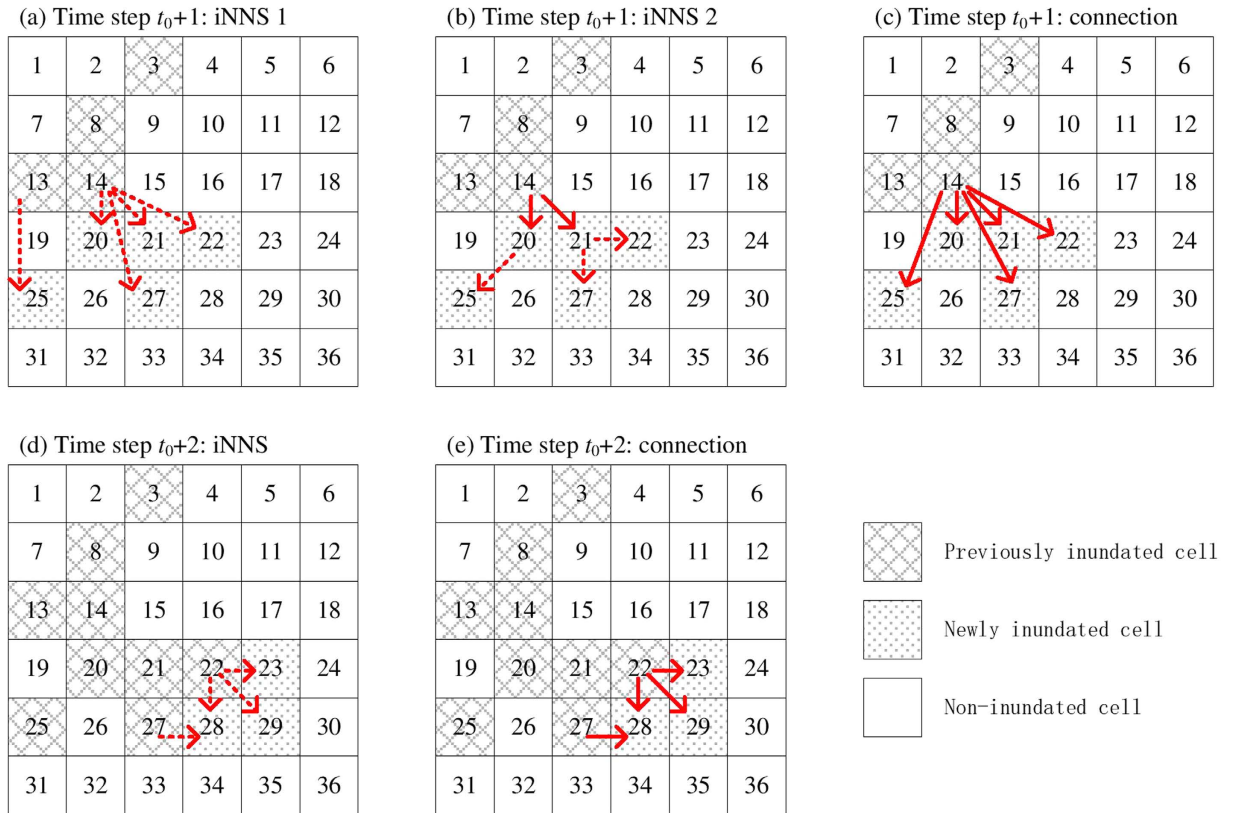 (a) Time step t0+1: iNNS 1
1 2 3 4 5 6
7 8 9 10 11 12
13 14 15 16 17 18
19 20 21 22 23 24
25 26 27 28 29 30
31 32 33 34 35 36
(b) Time step t0+1: iNNS 2
1 2 3 4 5 6
7 8 9 10 11 12
13 14 15 16 17 18
19 20 21 22 23 24
25 26 27 28 29 30
31 32 33 34 35 36
(c) Time step t0+1: connection
1 2 3 4 5 6
7 8 9 10 11 12
13 14 15 16 17 18
19 20 21 22 23 24
25 26 27 28 29 30
31 32 33 34 35 36
(d) Time step t0+2: iNNS
1 2 3 4 5 6
7 8 9 10 11 12
13 14 15 16 17 18
19 20 21 22 23 24
25 26 27 28 29 30
31 32 33 34 35 36
(e) Time step t0+2: connection
1 2 3 4 5 6
7 8 9 10 11 12
13 14 15 16 17 18
19 20 21 22 23 24
25 26 27 28 29 30
31 32 33 34 35 36
Previously inundated cell
Newly inundated cell
Non-inundated cell